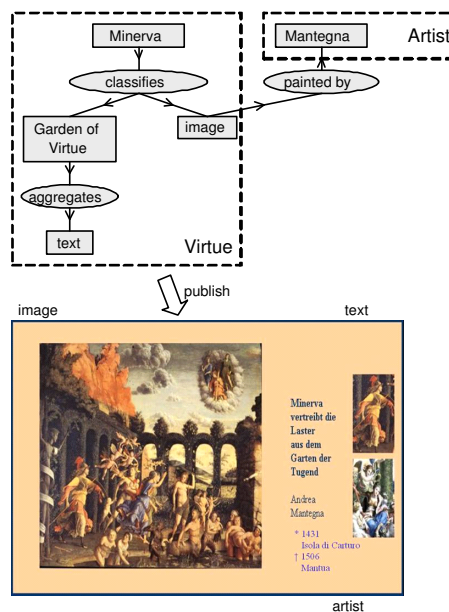 Minerva
Mantegna
Artist
classifies
painted by
Garden of
Virtue
image
aggregates
text
Virtue
publish
image
text
Minerva
vertreibt die
Laster
aus dem
Garten der
Tugend
Andrea
Mantegna
* 1431
Isola di Carturo
† 1506
Mantua
artist